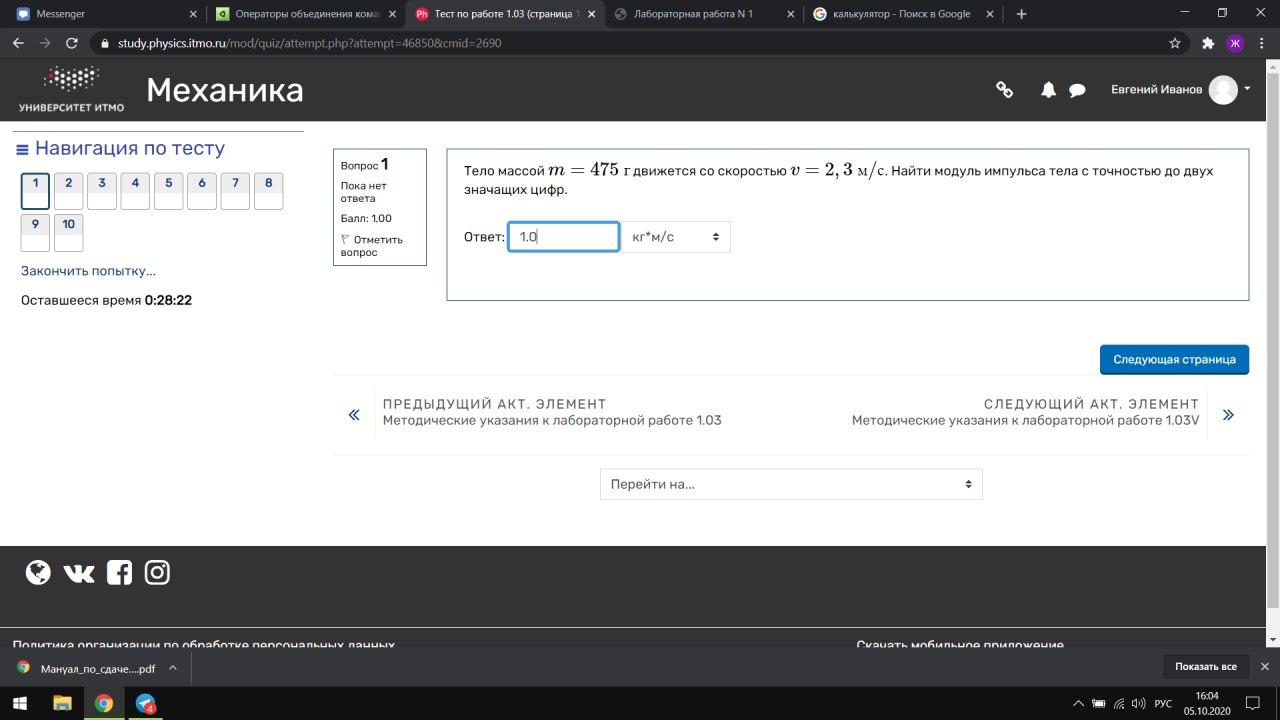 Messenger
Операторы объединения кома
Тест по работе 1.03 (страница 1
Лабораторная работа N 1
калькулятор - Поиск в Google
study.physics.itmo.ru/mod/quiz/attempt.php?attempt=46850&cmid=2690
Ж
УНИВЕРСИТЕТ ИТМО
Механика
Евгений Иванов
Навигация по тесту
1 2 3 4 5 6 7 8
9 10
Закончить попытку...
Оставшееся время 0:28:22
Вопрос 1
Пока нет
ответа
Балл: 1,00
Отметить
вопрос
Тело массой m = 475 г движется со скоростью v = 2, 3 м/с. Найти модуль импульса тела с точностью до двух
значащих цифр.
Ответ: 1.0 кг*м/с
Следующая страница
ПРЕДЫДУЩИЙ АКТ. ЭЛЕМЕНТ
Методические указания к лабораторной работе 1.03
СЛЕДУЮЩИЙ АКТ. ЭЛЕМЕНТ
Методические указания к лабораторной работе 1.03V
Перейти на...
Политика организации по обработке персональных данных
Скачать мобильное приложение
Мануал_по_сдаче....pdf
Показать все
4
РУС
16:04
05.10.2020